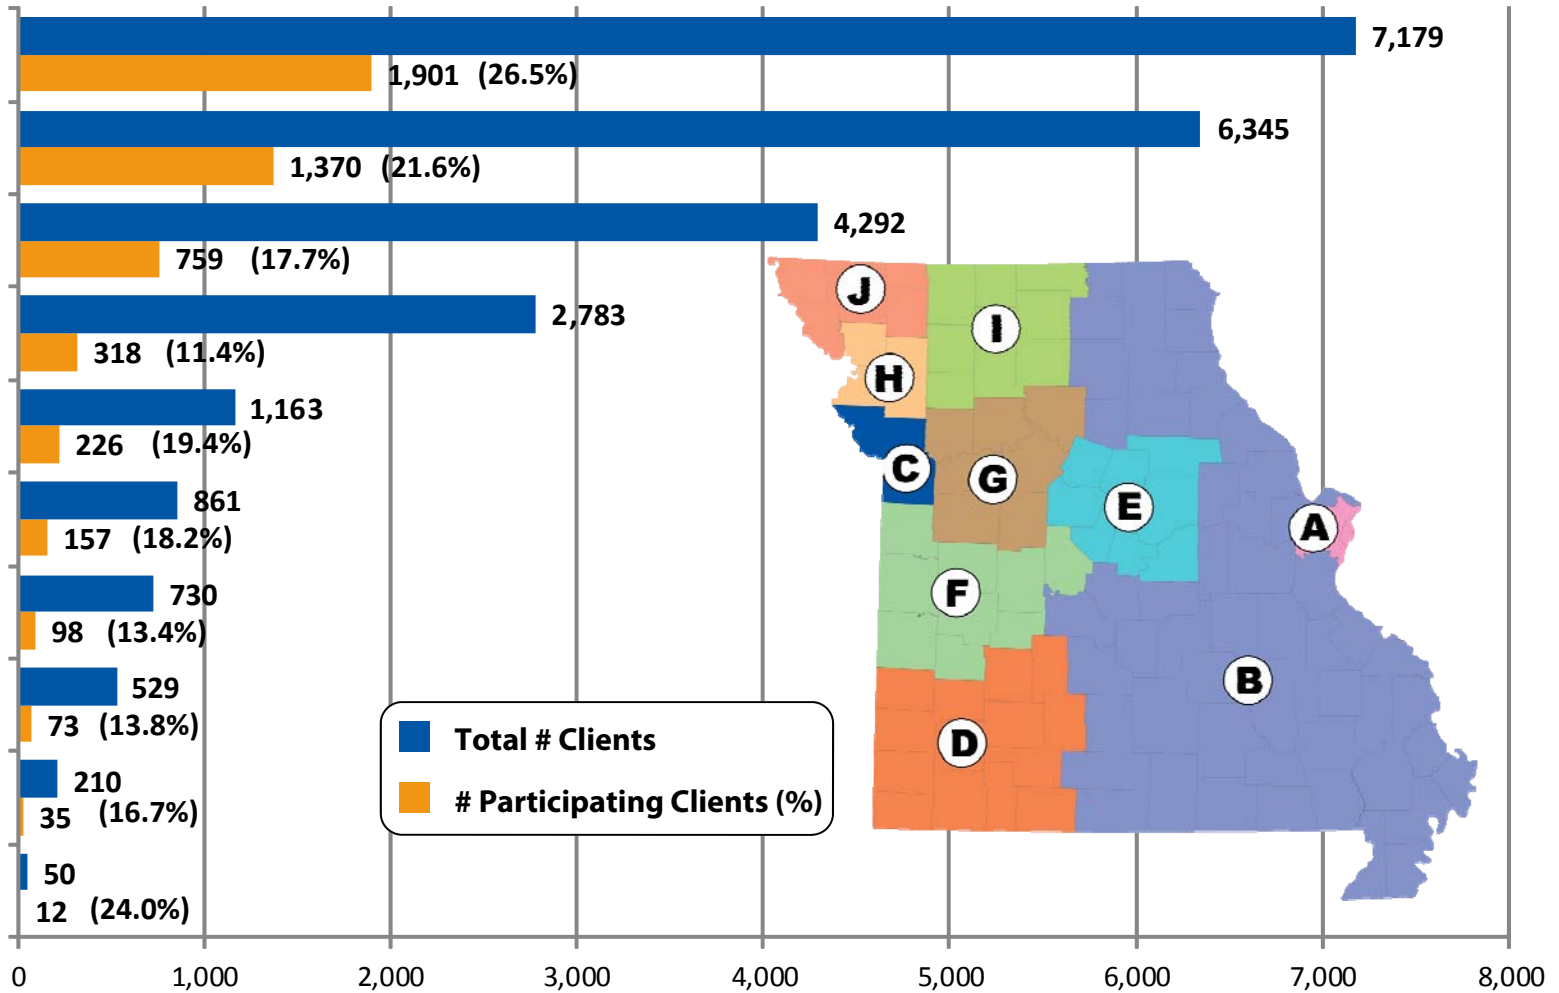 7,179
1,901 (26.5%)
6,345
1,370 (21.6%)
4,292
759 (17.7%)
2,783
318 (11.4%)
1,163
226 (19.4%)
861
157 (18.2%)
730
98 (13.4%)
529
73 (13.8%)
210
35 (16.7%)
50
12 (24.0%)
J
I
H
C
G
E
A
F
B
D
Total # Clients
# Participating Clients (%)
0 1,000 2,000 3,000 4,000 5,000 6,000 7,000 8,000